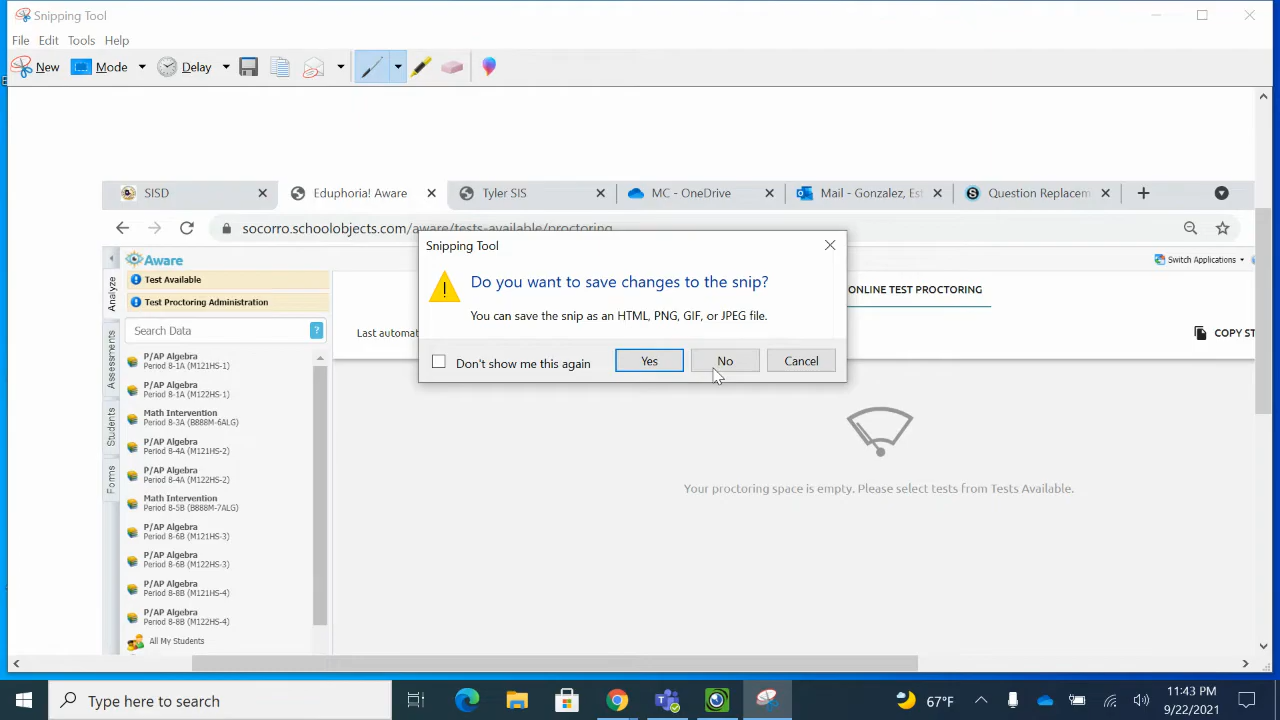 Snipping Tool
File Edit Tools Help
New Mode Delay
SISD Eduphoria! Aware Tyler SIS MC - OneDrive Mail - Gonzalez, Est Question Replacem
socorro.schoolobjects.com/aware/tests-available/proctoring
Aware
Switch Applications
Test Available
Test Proctoring Administration
ONLINE TEST PROCTORING
Search Data ?
Last automat
COPY ST
Snipping Tool
Do you want to save changes to the snip?
You can save the snip as an HTML, PNG, GIF, or JPEG file.
Don't show me this again Yes No Cancel
Analyze
Assessments
Students
Forms
P/AP Algebra
Period 8-1A (M121HS-1)
P/AP Algebra
Period 8-1A (M122HS-1)
Math Intervention
Period 8-3A (B888M-6ALG)
P/AP Algebra
Period 8-4A (M121HS-2)
P/AP Algebra
Period 8-4A (M122HS-2)
Math Intervention
Period 8-5B (B888M-7ALG)
P/AP Algebra
Period 8-6B (M121HS-3)
P/AP Algebra
Period 8-6B (M122HS-3)
P/AP Algebra
Period 8-8B (M121HS-4)
P/AP Algebra
Period 8-8B (M122HS-4)
All My Students
Your proctoring space is empty. Please select tests from Tests Available.
Type here to search
67°F
11:43 PM
9/22/2021